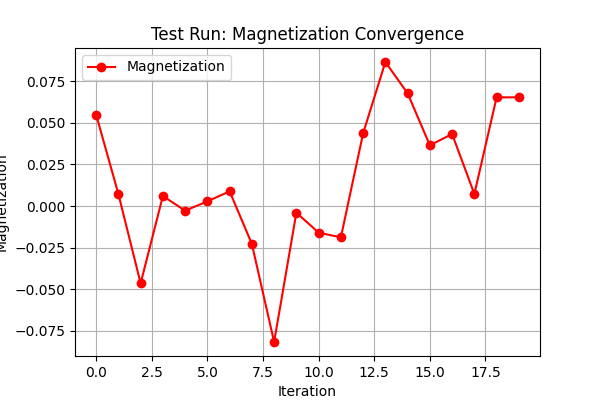 Test Run: Magnetization Convergence
Magnetization
0.075
0.050
0.025
0.000
−0.025
−0.050
−0.075
Magnetization
0.0 2.5 5.0 7.5 10.0 12.5 15.0 17.5
Iteration